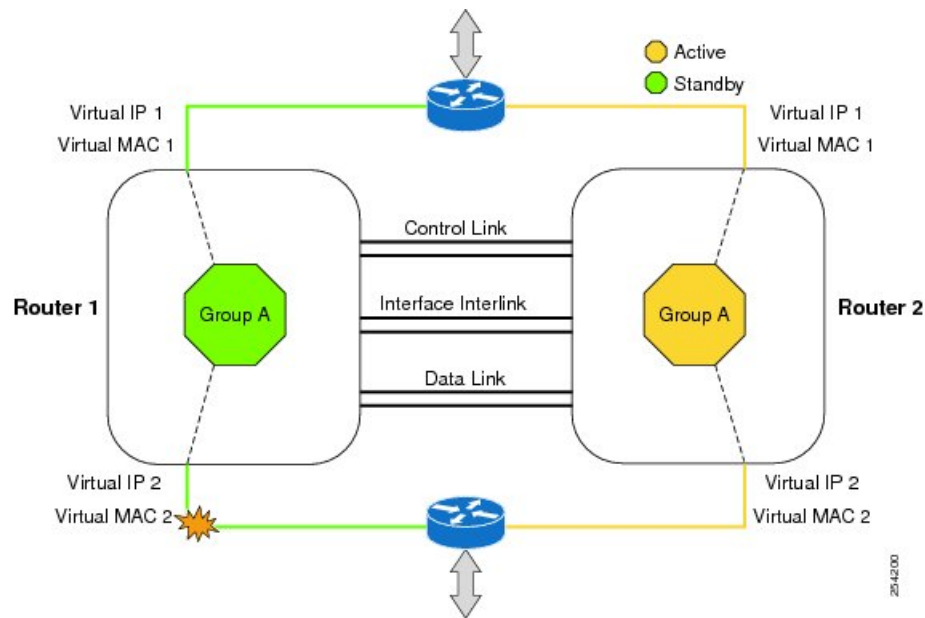 Active
Standby
Virtual IP 1
Virtual MAC 1
Virtual IP 1
Virtual MAC 1
Control Link
Router 1
Group A
Interface Interlink
Group A
Router 2
Data Link
Virtual IP 2
Virtual MAC 2
Virtual IP 2
Virtual MAC 2
254200